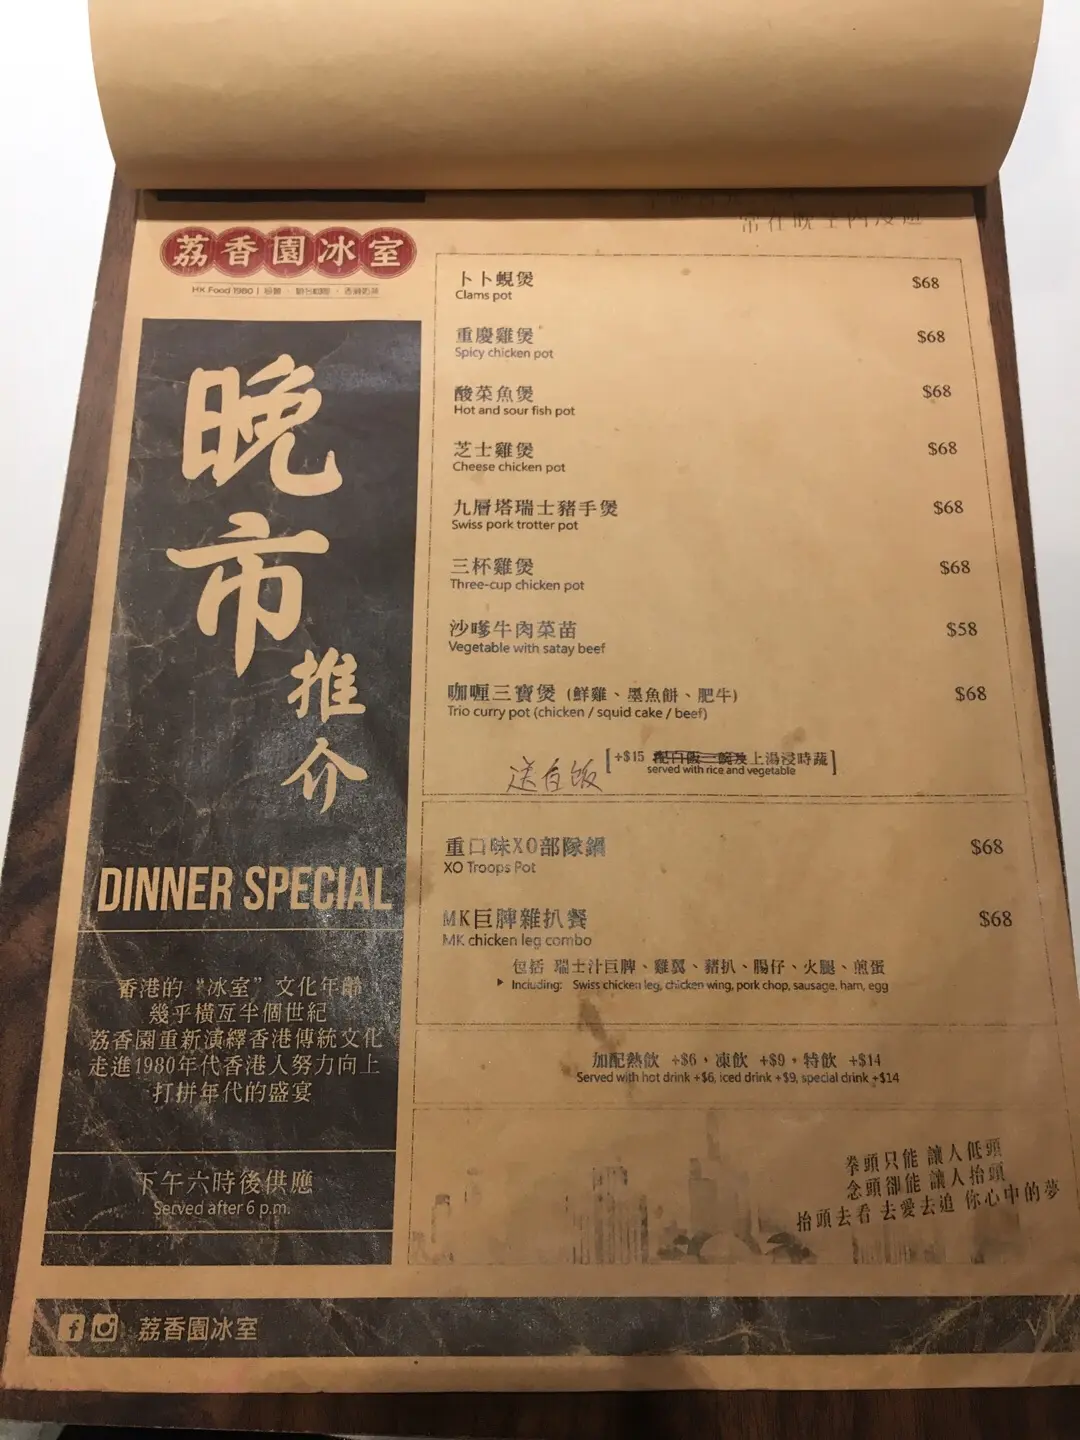 荔香園冰室
HK Food 1980
晚市推介
DINNER SPECIAL
香港的“冰室”文化年齡
幾乎橫亙半個世紀
荔香園重新演繹香港傳統文化
走進1980年代香港人努力向上
打拼年代的盛宴
下午六時後供應
Served after 6 p.m.
卜卜蜆煲 $68
Clams pot
重慶雞煲 $68
Spicy chicken pot
酸菜魚煲 $68
Hot and sour fish pot
芝士雞煲 $68
Cheese chicken pot
九層塔瑞士豬手煲 $68
Swiss pork trotter pot
三杯雞煲 $68
Three-cup chicken pot
沙嗲牛肉菜苗 $58
Vegetable with satay beef
咖喱三寶煲 (鮮雞、墨魚餅、肥牛) $68
Trio curry pot (chicken / squid cake / beef)
送白飯 [+$15 上湯浸時蔬]
served with rice and vegetable
重口味XO部隊鍋 $68
XO Troops Pot
MK巨脾雜扒餐 $68
MK chicken leg combo
包括 瑞士汁巨脾、雞翼、豬扒、腸仔、火腿、煎蛋
Including: Swiss chicken leg, chicken wing, pork chop, sausage, ham, egg
加配熱飲 +$6，凍飲 +$9，特飲 +$14
Served with hot drink +$6, iced drink +$9, special drink +$14
拳頭只能 讓人低頭
念頭卻能 讓人抬頭
抬頭去看 去愛去追 你心中的夢
荔香園冰室